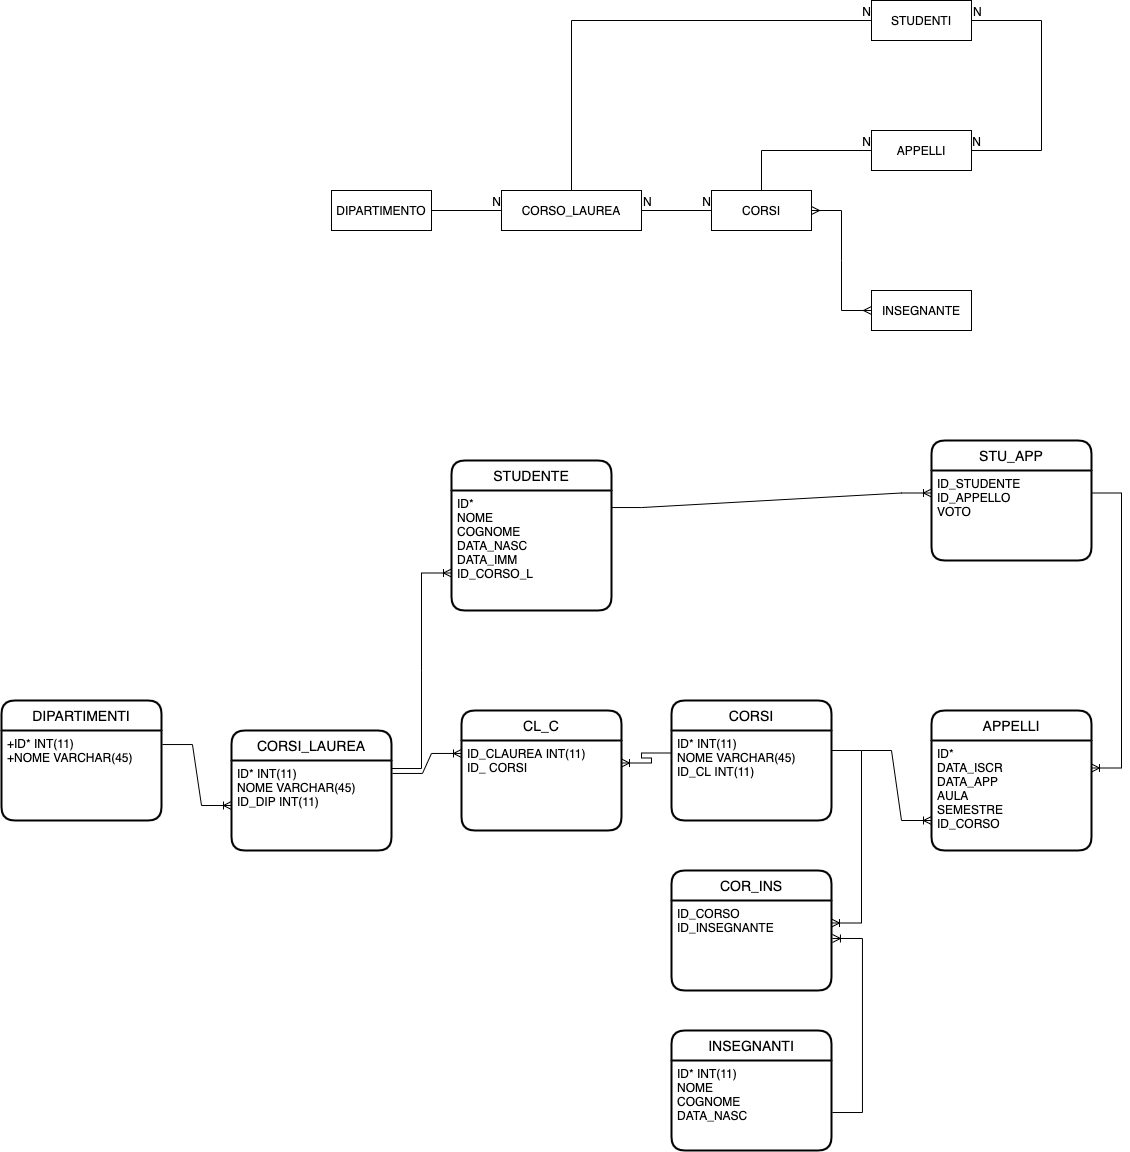 N
STUDENTI
N
N
APPELLI
N
DIPARTIMENTO
N
CORSO_LAUREA
N
N
CORSI
INSEGNANTE
STUDENTE
ID*
NOME
COGNOME
DATA_NASC
DATA_IMM
ID_CORSO_L
STU_APP
ID_STUDENTE
ID_APPELLO
VOTO
DIPARTIMENTI
+ID* INT(11)
+NOME VARCHAR(45)
CORSI_LAUREA
ID* INT(11)
NOME VARCHAR(45)
ID_DIP INT(11)
CL_C
ID_CLAUREA INT(11)
ID_ CORSI
CORSI
ID* INT(11)
NOME VARCHAR(45)
ID_CL INT(11)
APPELLI
ID*
DATA_ISCR
DATA_APP
AULA
SEMESTRE
ID_CORSO
COR_INS
ID_CORSO
ID_INSEGNANTE
INSEGNANTI
ID* INT(11)
NOME
COGNOME
DATA_NASC